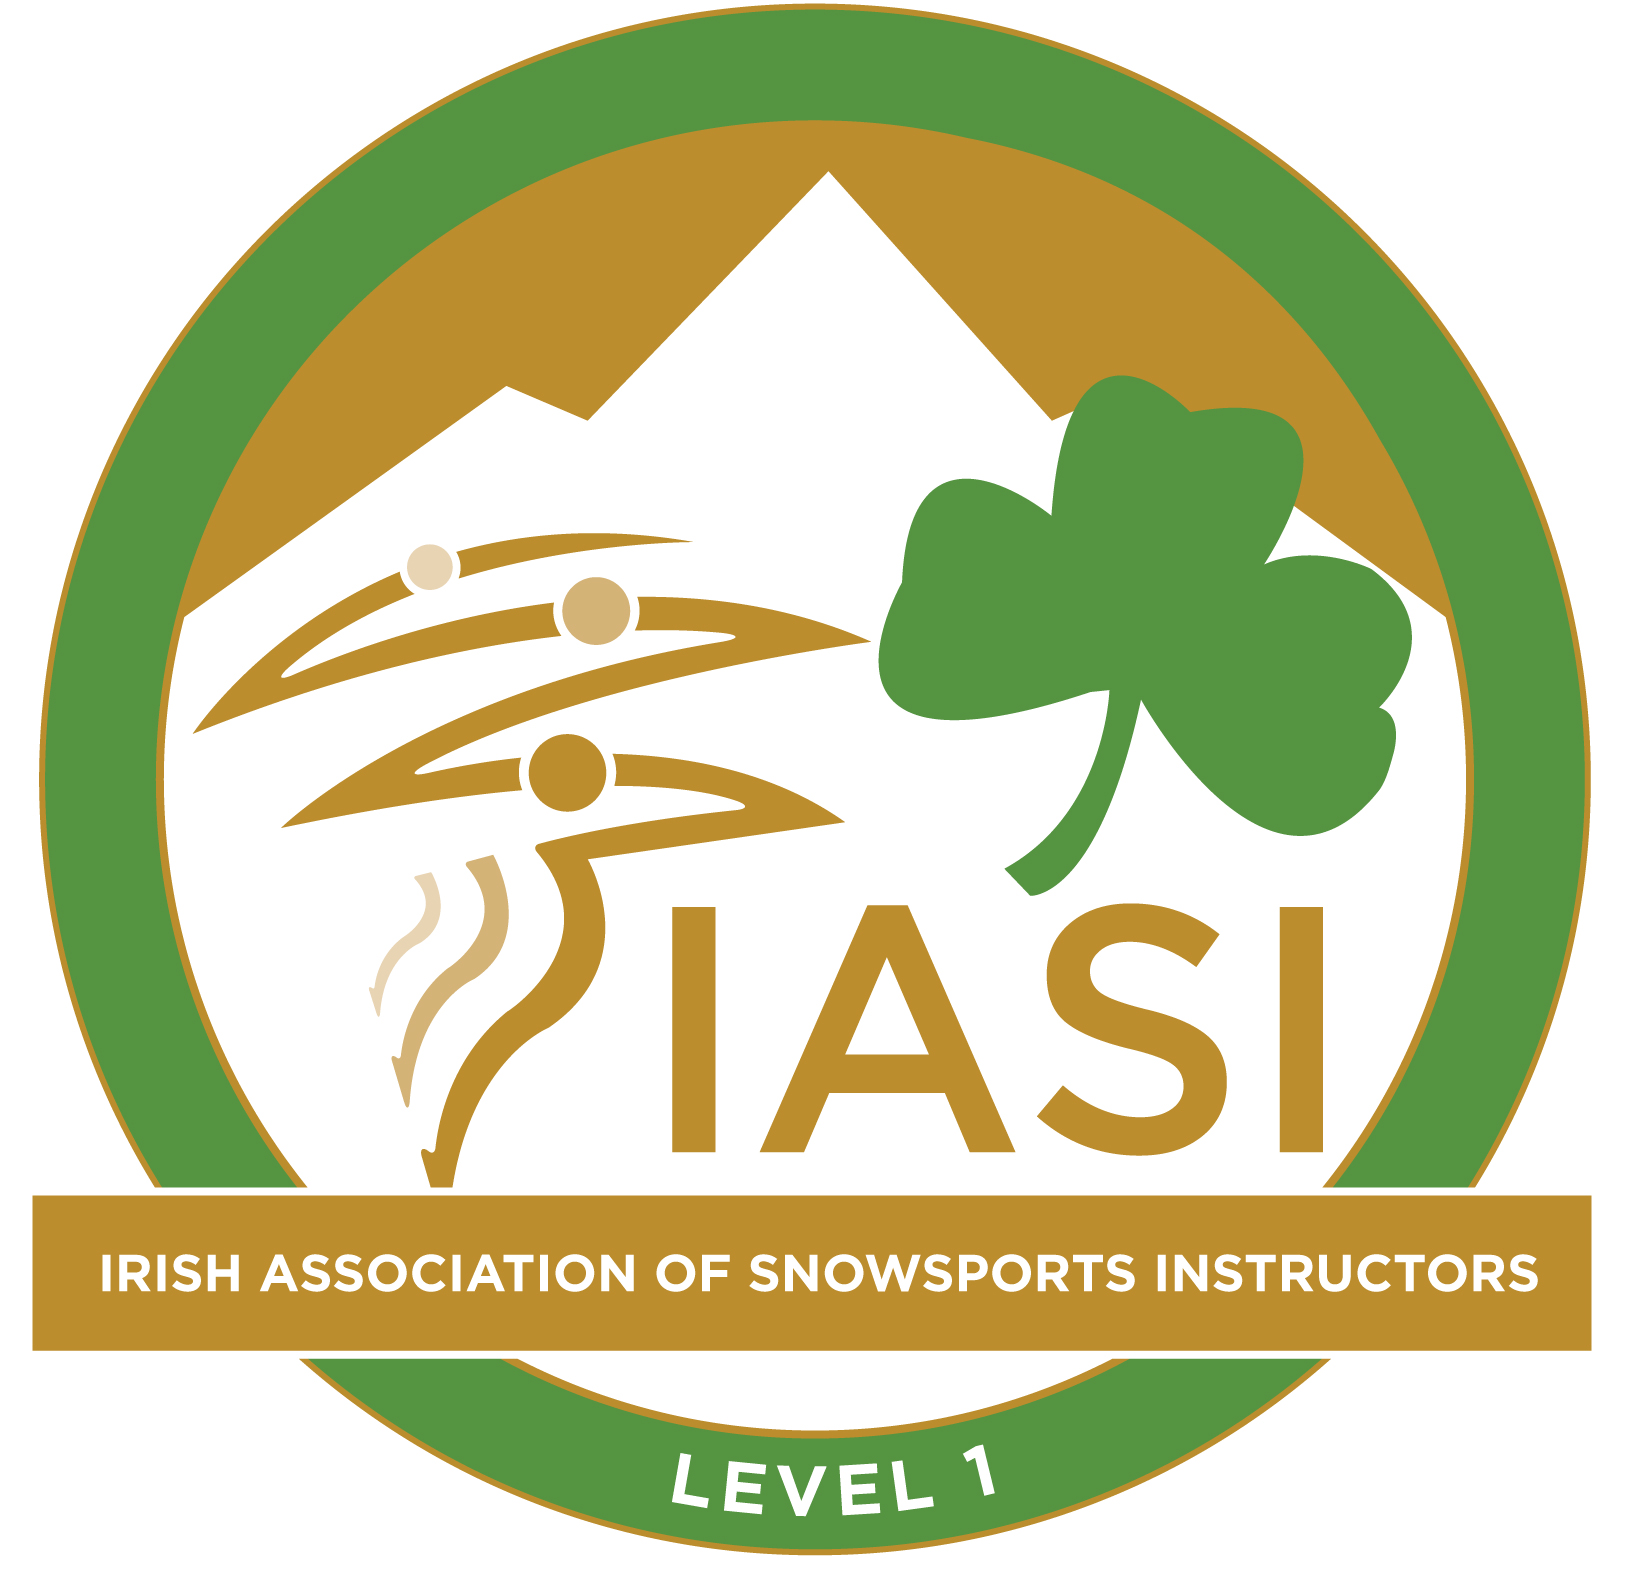 IASI
IRISH ASSOCIATION OF SNOWSPORTS INSTRUCTORS
LEVEL 1